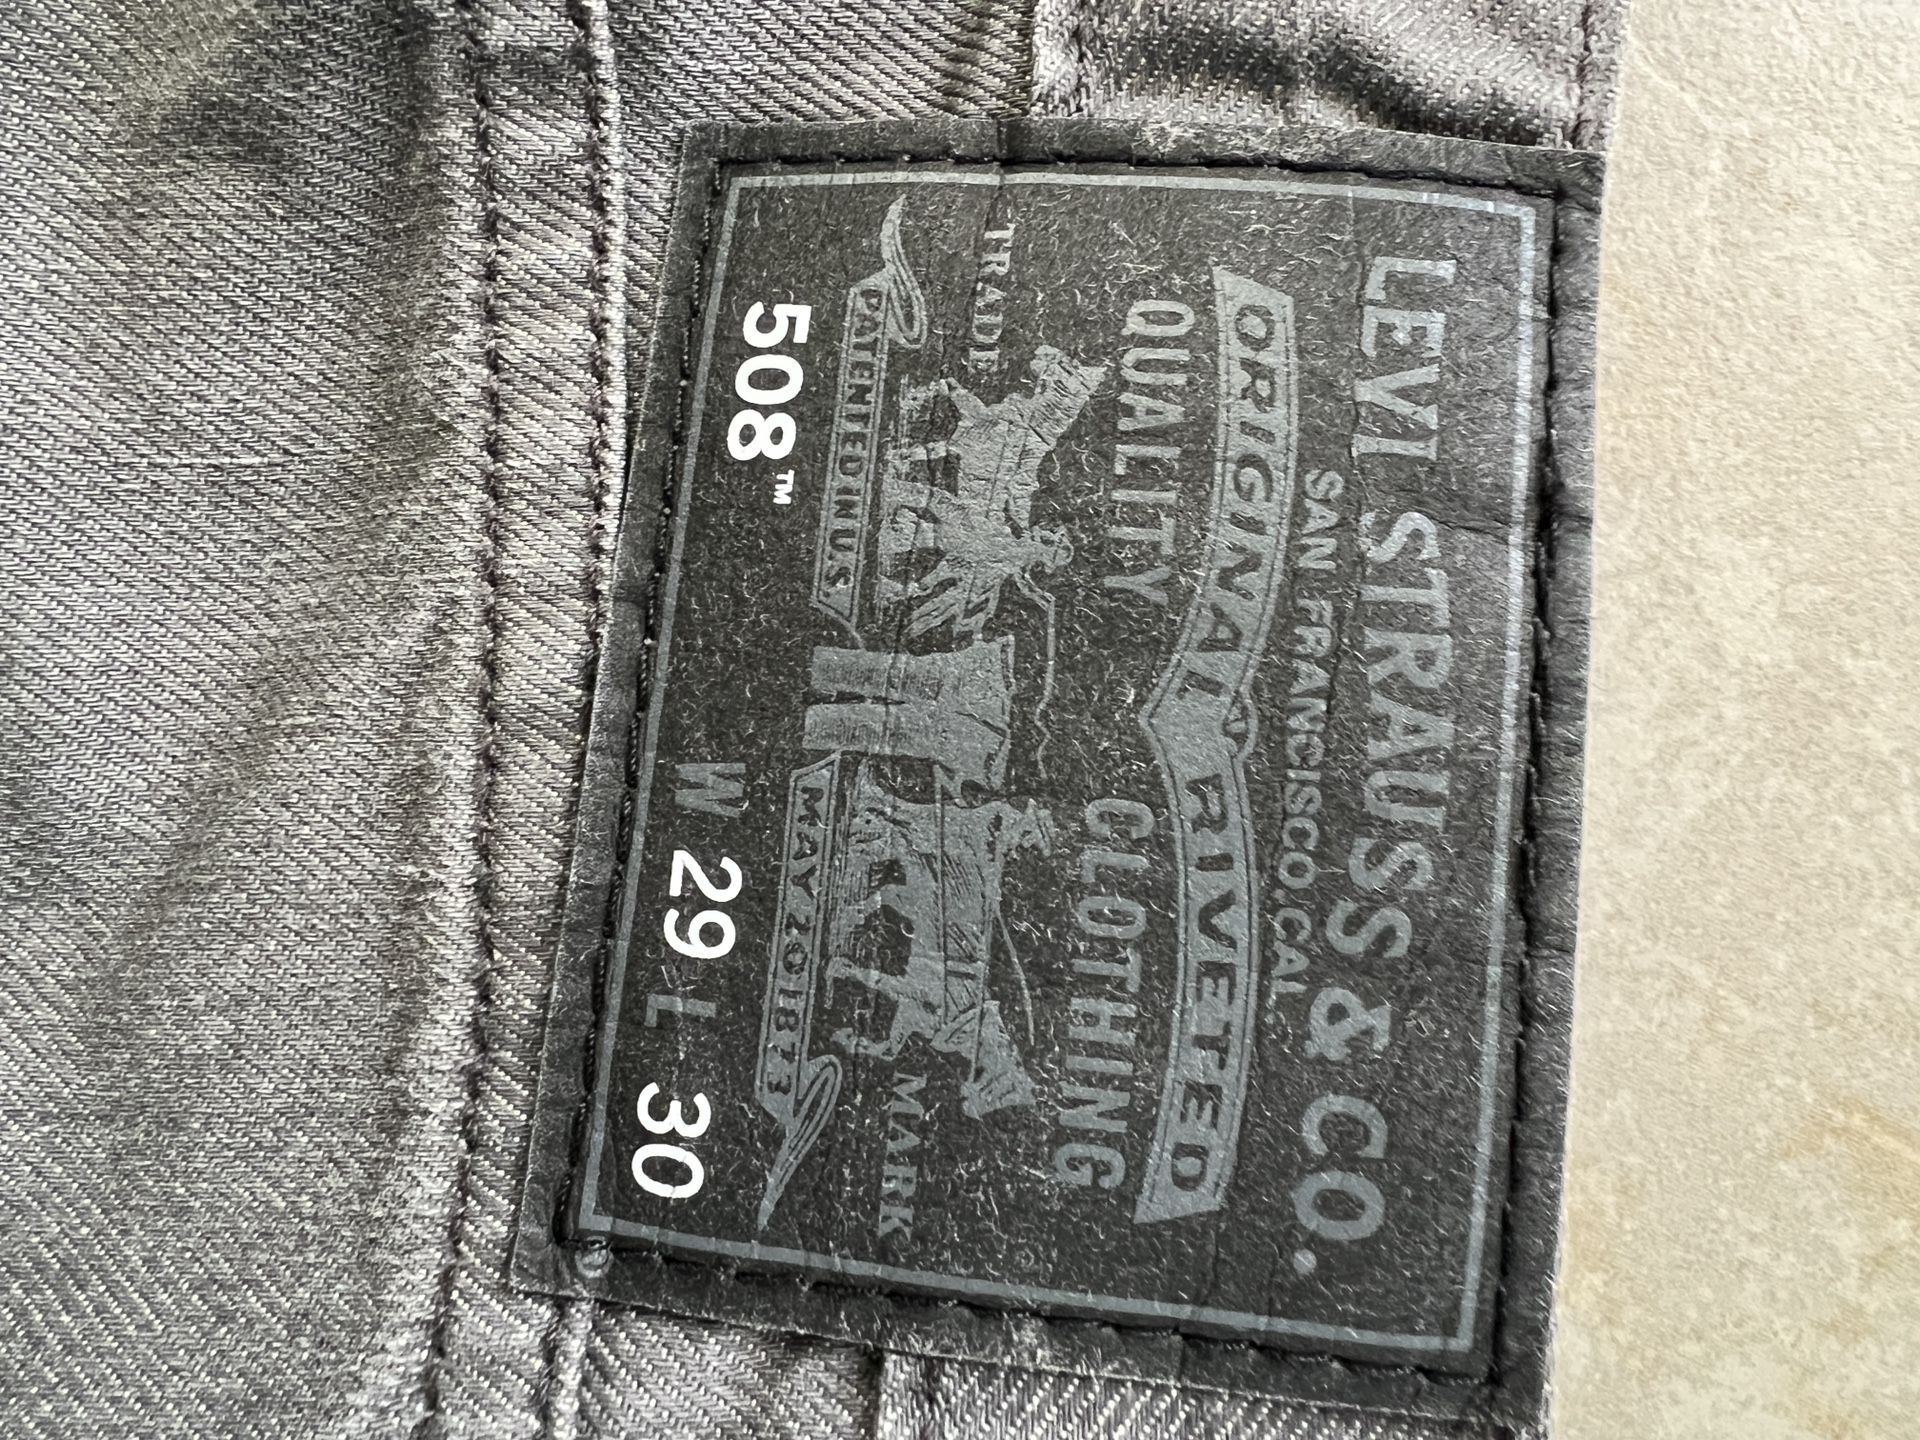 LEVI STRAUSS & CO.
SAN FRANCISCO, CAL.
ORIGINAL RIVETED
QUALITY CLOTHING
TRADE MARK
PATENTED IN U.S. MAY 20 1873
508™
W 29 L 30
®